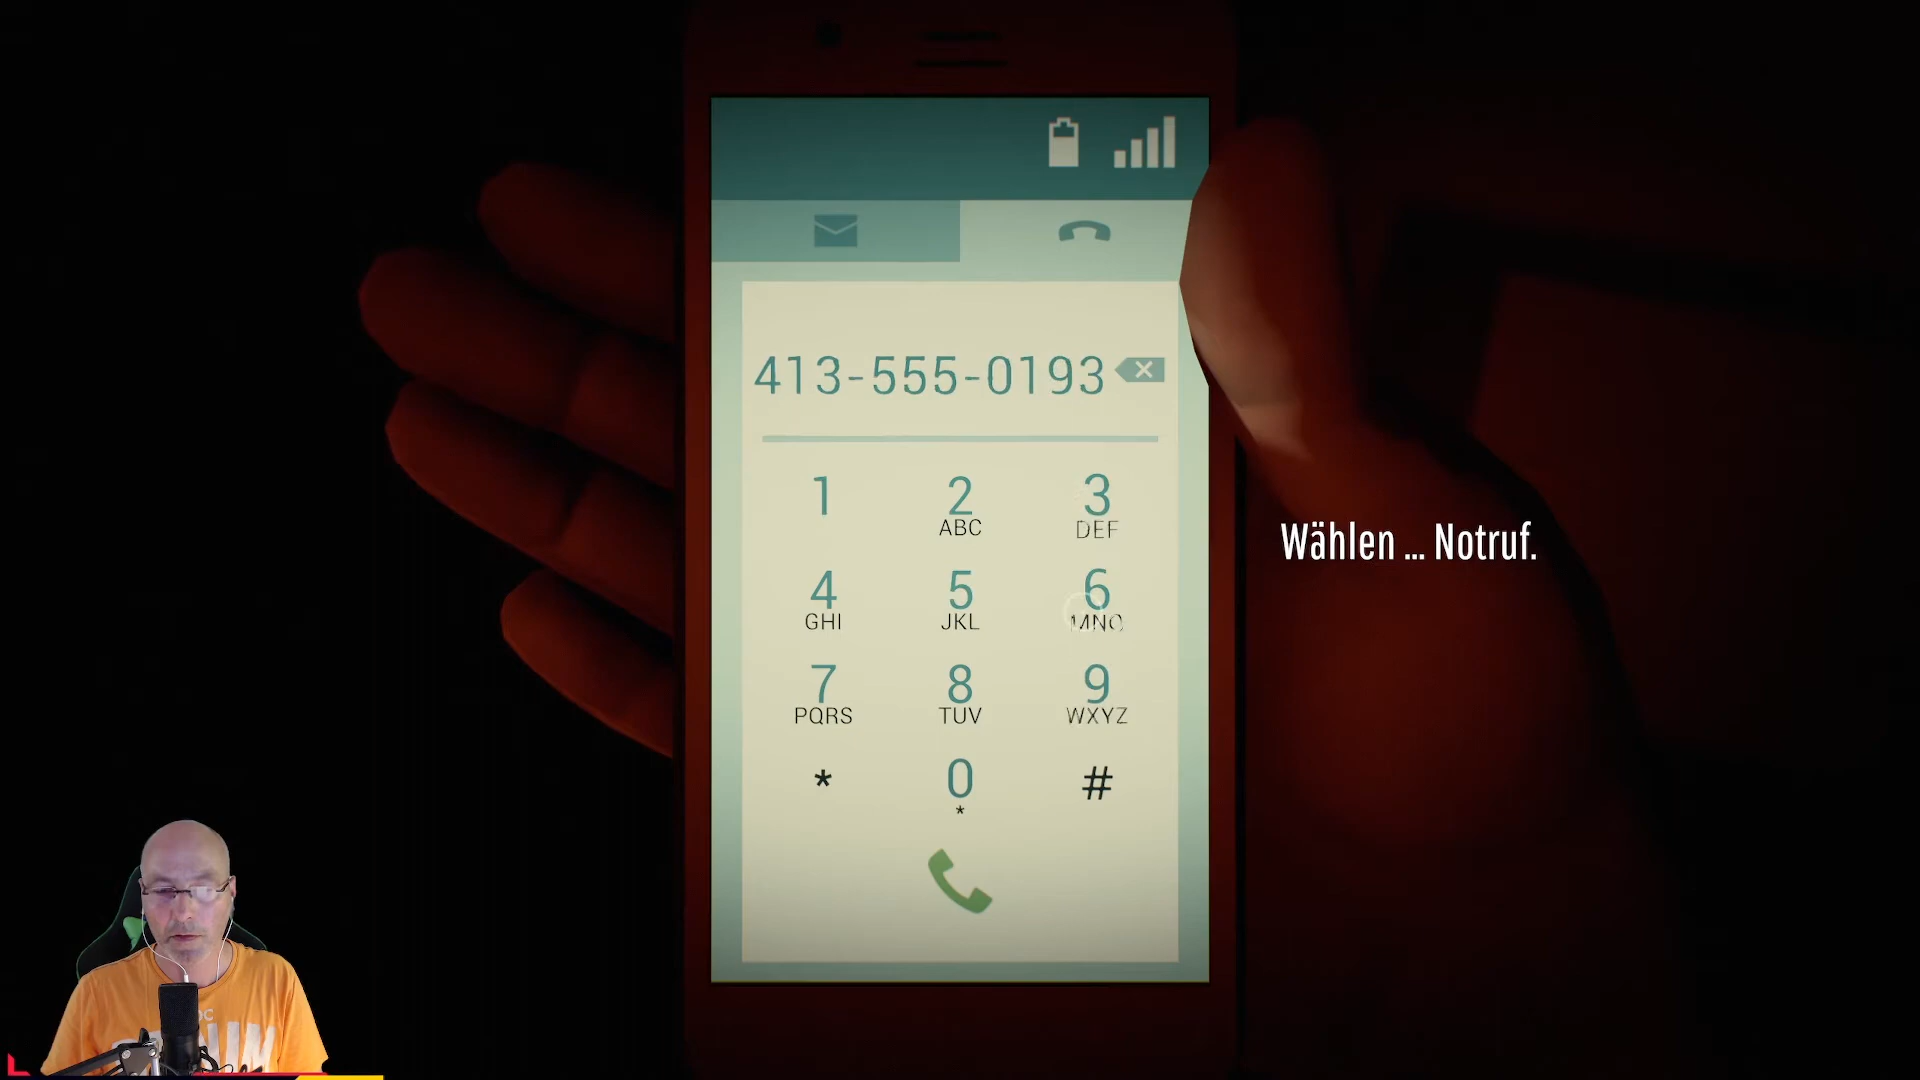 413-555-0193
1
2
ABC
3
DEF
4
GHI
5
JKL
6
MNO
7
PQRS
8
TUV
9
WXYZ
*
0
*
#
Wählen ... Notruf.